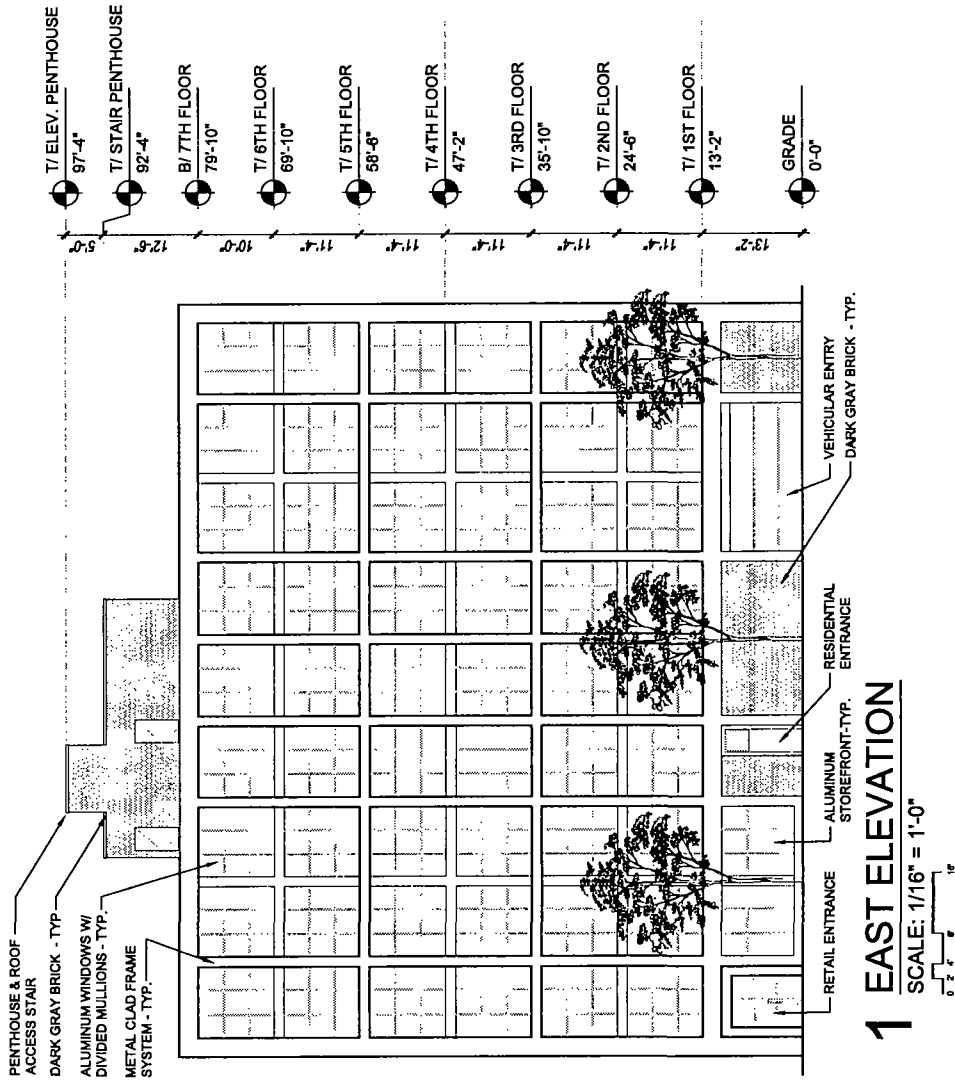 PENTHOUSE & ROOF
ACCESS STAIR
DARK GRAY BRICK - TYP
ALUMINUM WINDOWS W/
DIVIDED MULLIONS - TYP.
METAL CLAD FRAME
SYSTEM - TYP.
T/ ELEV. PENTHOUSE
97'-4"
T/ STAIR PENTHOUSE
92'-4"
B/ 7TH FLOOR
79'-10"
T/ 6TH FLOOR
69'-10"
T/ 5TH FLOOR
58'-6"
T/ 4TH FLOOR
47'-2"
T/ 3RD FLOOR
35'-10"
T/ 2ND FLOOR
24'-6"
T/ 1ST FLOOR
13'-2"
GRADE
0'-0"
5'-0"
12'-6"
10'-0"
11'-4"
11'-4"
11'-4"
11'-4"
11'-4"
13'-2"
RETAIL ENTRANCE
ALUMINUM
STOREFRONT-TYP.
RESIDENTIAL
ENTRANCE
VEHICULAR ENTRY
DARK GRAY BRICK - TYP.
1 EAST ELEVATION
SCALE: 1/16" = 1'-0"
0 2' 4' 8' 16'